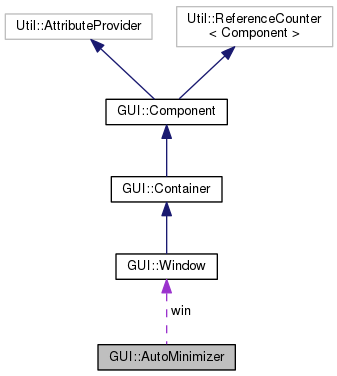 Util::AttributeProvider
Util::ReferenceCounter
< Component >
GUI::Component
GUI::Container
GUI::Window
win
GUI::AutoMinimizer